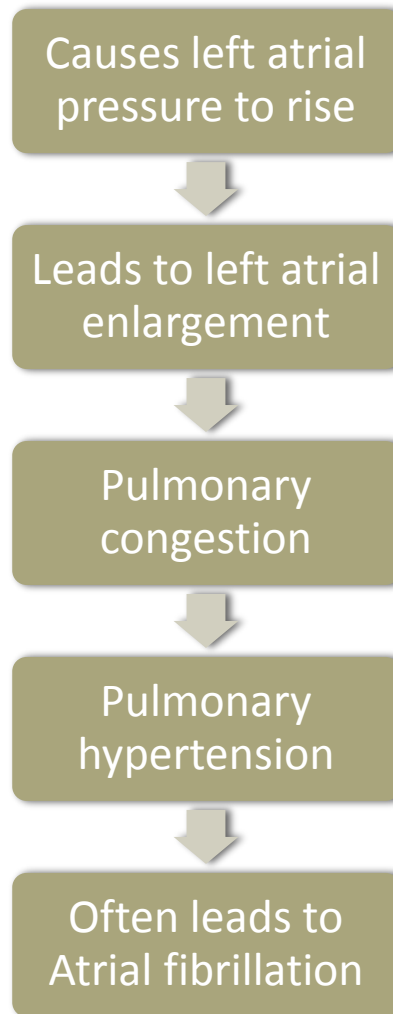 Causes left atrial
pressure to rise
Leads to left atrial
enlargement
Pulmonary
congestion
Pulmonary
hypertension
Often leads to
Atrial fibrillation